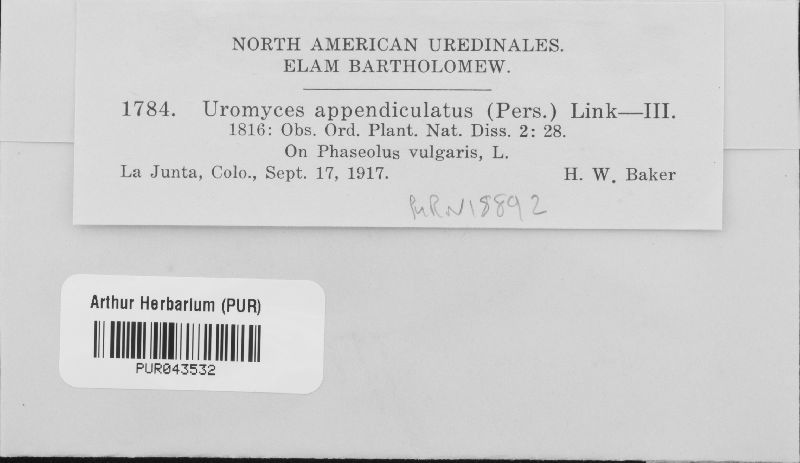 NORTH AMERICAN UREDINALES.
ELAM BARTHOLOMEW.
1784. Uromyces appendiculatus (Pers.) Link—III.
1816: Obs. Ord. Plant. Nat. Diss. 2: 28.
On Phaseolus vulgaris, L.
La Junta, Colo., Sept. 17, 1917. H. W. Baker
PURN18892
Arthur Herbarium (PUR)
PUR043532